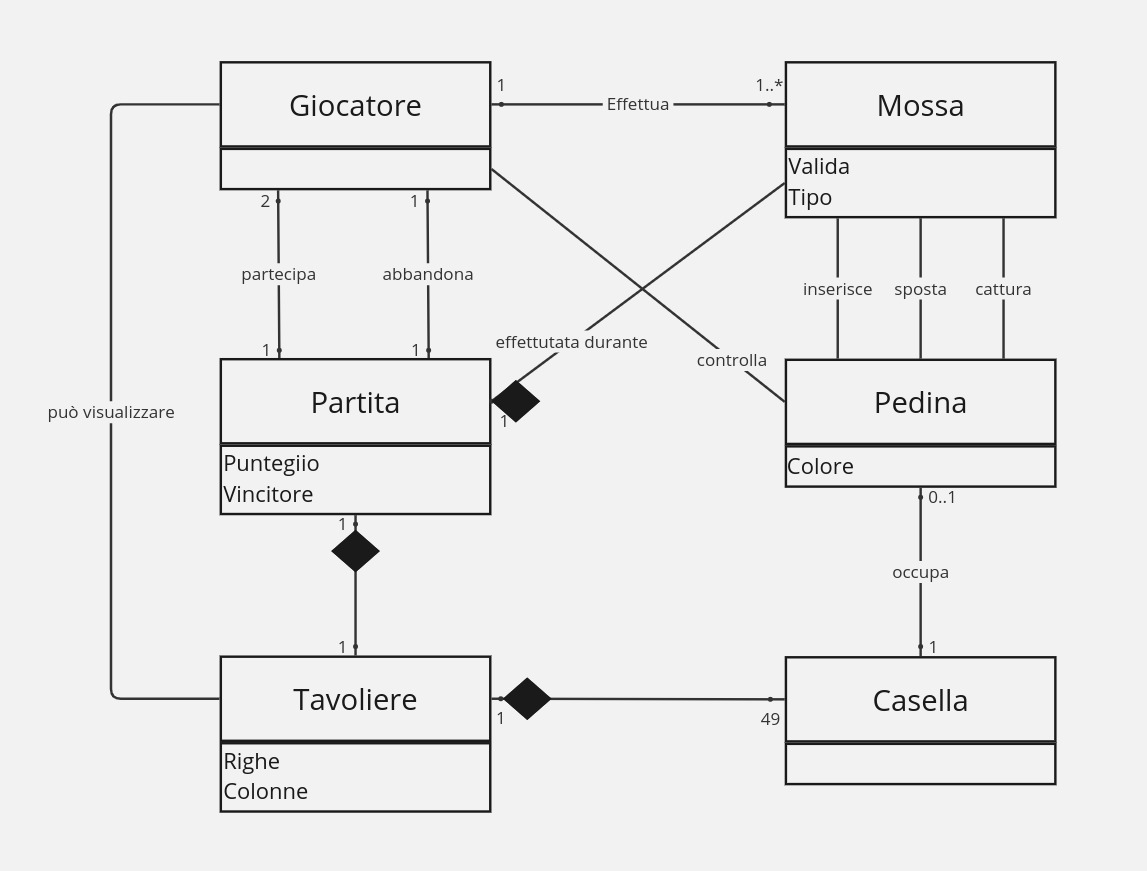 Giocatore
1
Effettua
1..*
Mossa
Valida
Tipo
2
1
partecipa
abbandona
inserisce
sposta
cattura
effettutata durante
1
1
controlla
Partita
1
Pedina
può visualizzare
Puntegiio
Vincitore
Colore
1
0..1
occupa
1
1
Tavoliere
1
49
Casella
Righe
Colonne